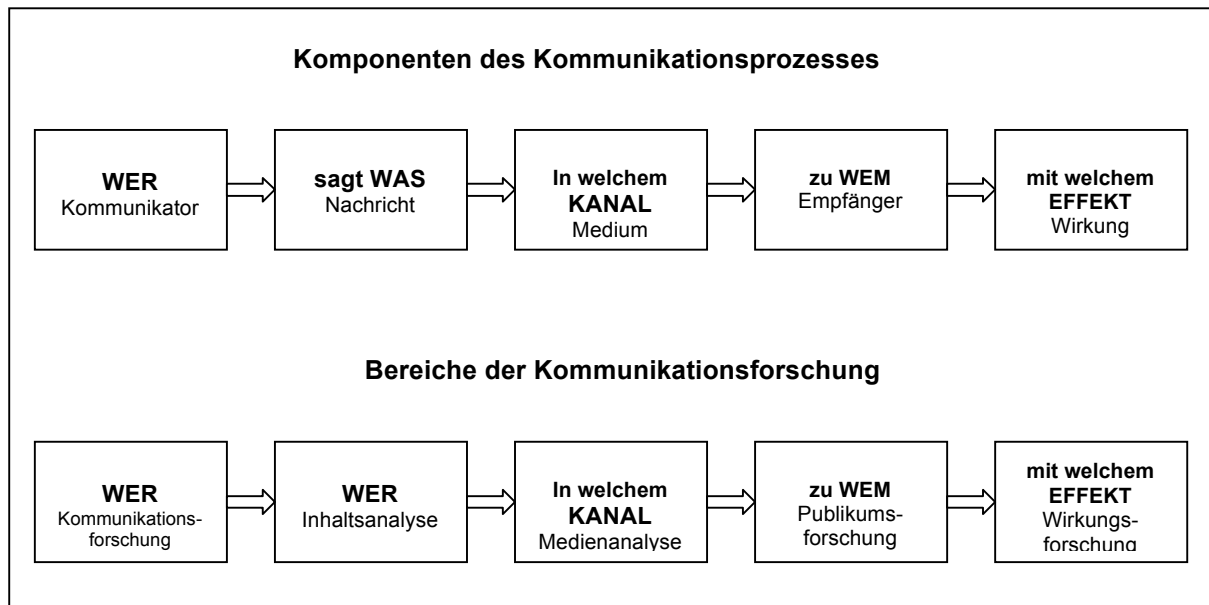 Komponenten des Kommunikationsprozesses
WER
Kommunikator
sagt WAS
Nachricht
In welchem
KANAL
Medium
zu WEM
Empfänger
mit welchem
EFFEKT
Wirkung
Bereiche der Kommunikationsforschung
WER
Kommunikations-
forschung
WER
Inhaltsanalyse
In welchem
KANAL
Medienanalyse
zu WEM
Publikums-
forschung
mit welchem
EFFEKT
Wirkungs-
forschung